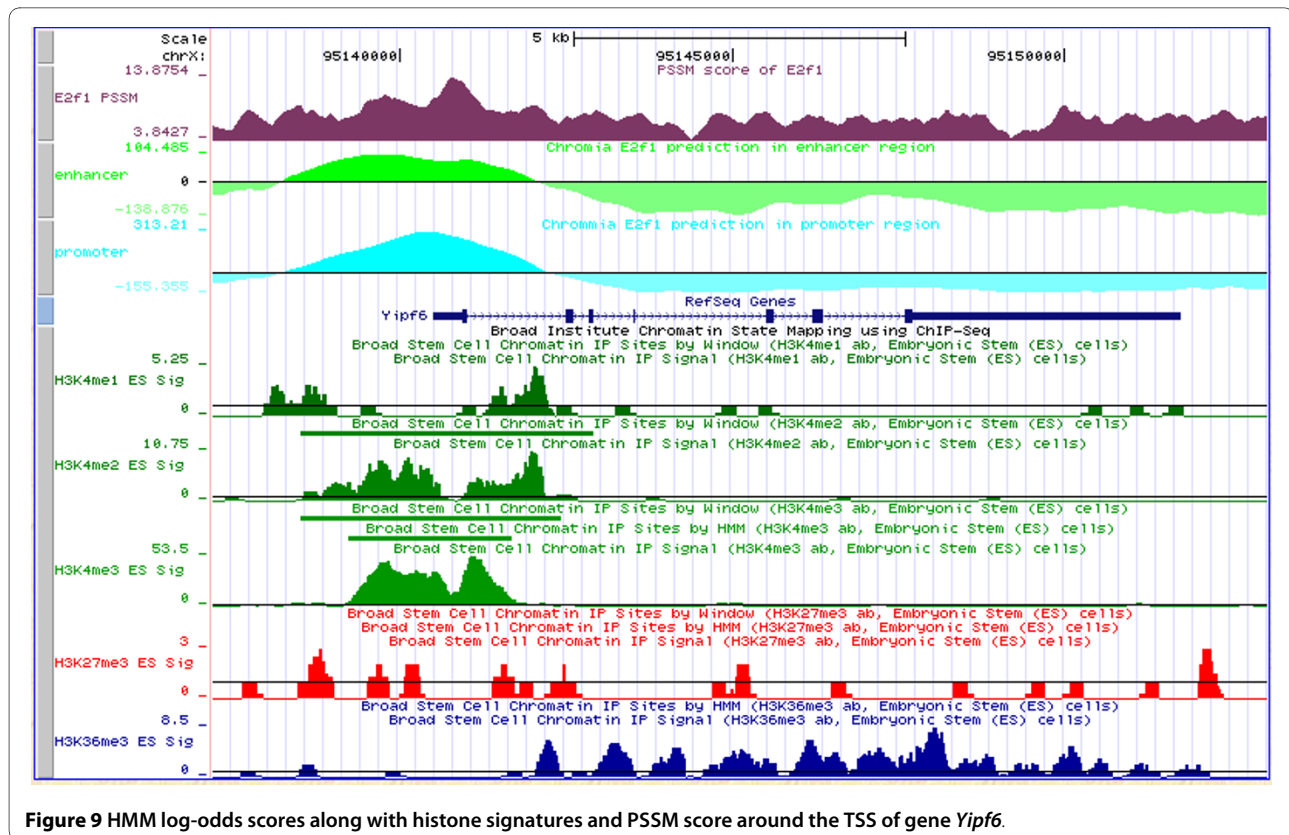 Scale 5 kb
chrX: 95140000| 95145000| 95150000|
13.8754 _ PSSM score of E2f1
E2f1 PSSM
3.8427 _
104.485 _ Chromia E2f1 prediction in enhancer region
enhancer 0 _
-138.876 _
313.21 _ Chrommia E2f1 prediction in promoter region
promoter
-155.355 _
RefSeq Genes
Yipf6
Broad Institute Chromatin State Mapping using ChIP-Seq
Broad Stem Cell Chromatin IP Sites by Window (H3K4me1 ab, Embryonic Stem (ES) cells)
5.25 _ Broad Stem Cell Chromatin IP Signal (H3K4me1 ab, Embryonic Stem (ES) cells)
H3K4me1 ES Sig
0 _
Broad Stem Cell Chromatin IP Sites by Window (H3K4me2 ab, Embryonic Stem (ES) cells)
10.75 _ Broad Stem Cell Chromatin IP Signal (H3K4me2 ab, Embryonic Stem (ES) cells)
H3K4me2 ES Sig
0 _
Broad Stem Cell Chromatin IP Sites by Window (H3K4me3 ab, Embryonic Stem (ES) cells)
Broad Stem Cell Chromatin IP Sites by HMM (H3K4me3 ab, Embryonic Stem (ES) cells)
53.5 _ Broad Stem Cell Chromatin IP Signal (H3K4me3 ab, Embryonic Stem (ES) cells)
H3K4me3 ES Sig
0 _
Broad Stem Cell Chromatin IP Sites by Window (H3K27me3 ab, Embryonic Stem (ES) cells)
Broad Stem Cell Chromatin IP Sites by HMM (H3K27me3 ab, Embryonic Stem (ES) cells)
3 _ Broad Stem Cell Chromatin IP Signal (H3K27me3 ab, Embryonic Stem (ES) cells)
H3K27me3 ES Sig
0 _
Broad Stem Cell Chromatin IP Sites by HMM (H3K36me3 ab, Embryonic Stem (ES) cells)
8.5 _ Broad Stem Cell Chromatin IP Signal (H3K36me3 ab, Embryonic Stem (ES) cells)
H3K36me3 ES Sig
0 _
Figure 9 HMM log-odds scores along with histone signatures and PSSM score around the TSS of gene Yipf6.